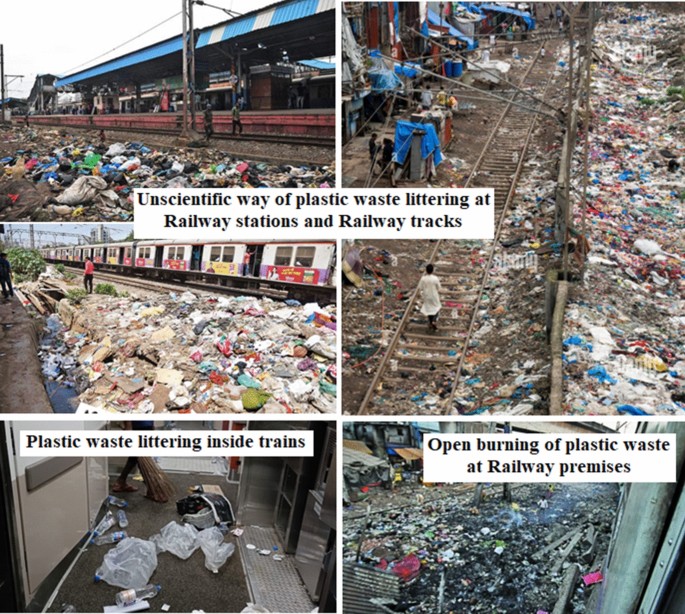 Unscientific way of plastic waste littering at
Railway stations and Railway tracks
Plastic waste littering inside trains
Open burning of plastic waste
at Railway premises